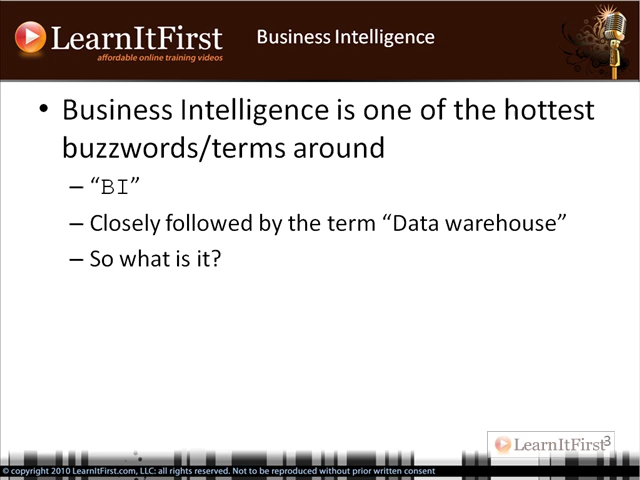 LearnItFirst
affordable online training videos
Business Intelligence
• Business Intelligence is one of the hottest
buzzwords/terms around
– “BI”
– Closely followed by the term “Data warehouse”
– So what is it?
LearnItFirst
3
© copyright 2010 LearnItFirst.com, LLC: all rights reserved. Not to be reproduced without prior written consent